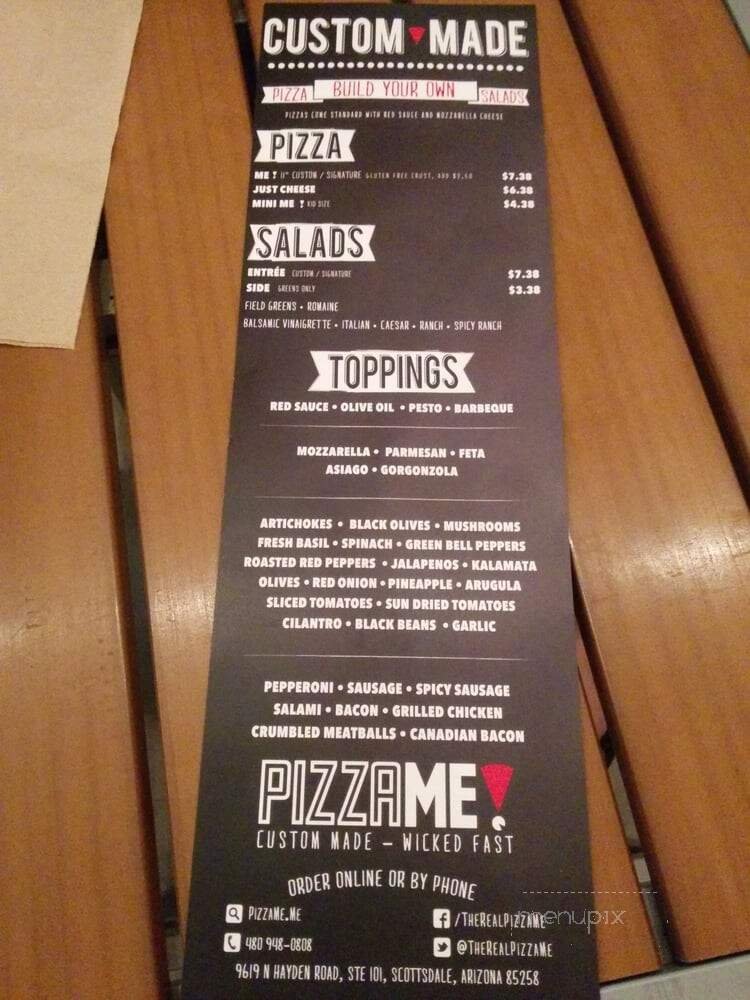 CUSTOM MADE
PIZZA BUILD YOUR OWN SALADS
PIZZAS COME STANDARD WITH RED SAUCE AND MOZZARELLA CHEESE
PIZZA
ME! 11" CUSTOM / SIGNATURE GLUTEN FREE CRUST, ADD $2.50 $7.38
JUST CHEESE $6.38
MINI ME! KID SIZE $4.38
SALADS
ENTRÉE CUSTOM / SIGNATURE $7.38
SIDE GREENS ONLY $3.38
FIELD GREENS • ROMAINE
BALSAMIC VINAIGRETTE • ITALIAN • CAESAR • RANCH • SPICY RANCH
TOPPINGS
RED SAUCE • OLIVE OIL • PESTO • BARBEQUE
MOZZARELLA • PARMESAN • FETA
ASIAGO • GORGONZOLA
ARTICHOKES • BLACK OLIVES • MUSHROOMS
FRESH BASIL • SPINACH • GREEN BELL PEPPERS
ROASTED RED PEPPERS • JALAPENOS • KALAMATA
OLIVES • RED ONION • PINEAPPLE • ARUGULA
SLICED TOMATOES • SUN DRIED TOMATOES
CILANTRO • BLACK BEANS • GARLIC
PEPPERONI • SAUSAGE • SPICY SAUSAGE
SALAMI • BACON • GRILLED CHICKEN
CRUMBLED MEATBALLS • CANADIAN BACON
PIZZAME!
CUSTOM MADE – WICKED FAST
ORDER ONLINE OR BY PHONE
PIZZAME.ME f /THEREALPIZZAME
480 948-0808 @THEREALPIZZAME
9619 N HAYDEN ROAD, STE 101, SCOTTSDALE, ARIZONA 85258
menupix